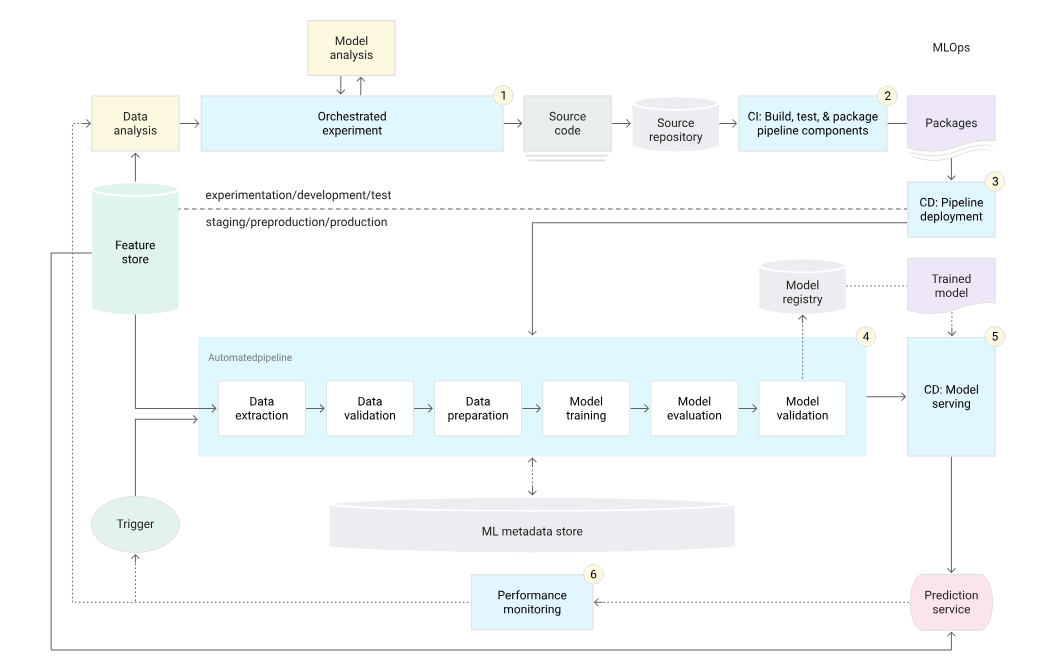 Model
analysis
MLOps
1
2
Data
analysis
Orchestrated
experiment
Source
code
Source
repository
CI: Build, test, & package
pipeline components
Packages
3
experimentation/development/test
staging/preproduction/production
CD: Pipeline
deployment
Feature
store
Model
registry
Trained
model
4
5
Automatedpipeline
Data
extraction
Data
validation
Data
preparation
Model
training
Model
evaluation
Model
validation
CD: Model
serving
Trigger
ML metadata store
6
Performance
monitoring
Prediction
service